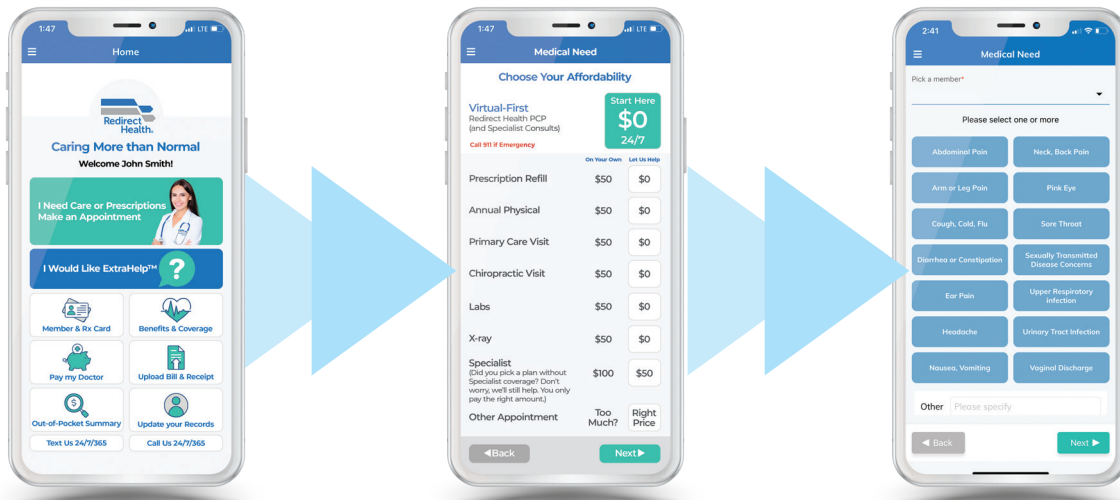 1:47
LTE
Home
Redirect
Health.
Caring More than Normal
Welcome John Smith!
I Need Care or Prescriptions
Make an Appointment
I Would Like ExtraHelp™
?
Member & Rx Card
Benefits & Coverage
Pay my Doctor
Upload Bill & Receipt
$
Out-of-Pocket Summary
Update your Records
Text Us 24/7/365
Call Us 24/7/365
1:47
LTE
Medical Need
Choose Your Affordability
Virtual-First
Redirect Health PCP
(and Specialist Consults)
Call 911 if Emergency
Start Here
$0
24/7
On Your Own Let Us Help
Prescription Refill $50 $0
Annual Physical $50 $0
Primary Care Visit $50 $0
Chiropractic Visit $50 $0
Labs $50 $0
X-ray $50 $0
Specialist
(Did you pick a plan without
Specialist coverage? Don't
worry, we'll still help. You only
pay the right amount.)
$100 $50
Other Appointment
Too Much?
Right Price
Back
Next
2:41
Medical Need
Pick a member*
Please select one or more
Abdominal Pain
Neck, Back Pain
Arm or Leg Pain
Pink Eye
Cough, Cold, Flu
Sore Throat
Diarrhea or Constipation
Sexually Transmitted
Disease Concerns
Ear Pain
Upper Respiratory
infection
Headache
Urinary Tract Infection
Nausea, Vomiting
Vaginal Discharge
Other Please specify
Back
Next